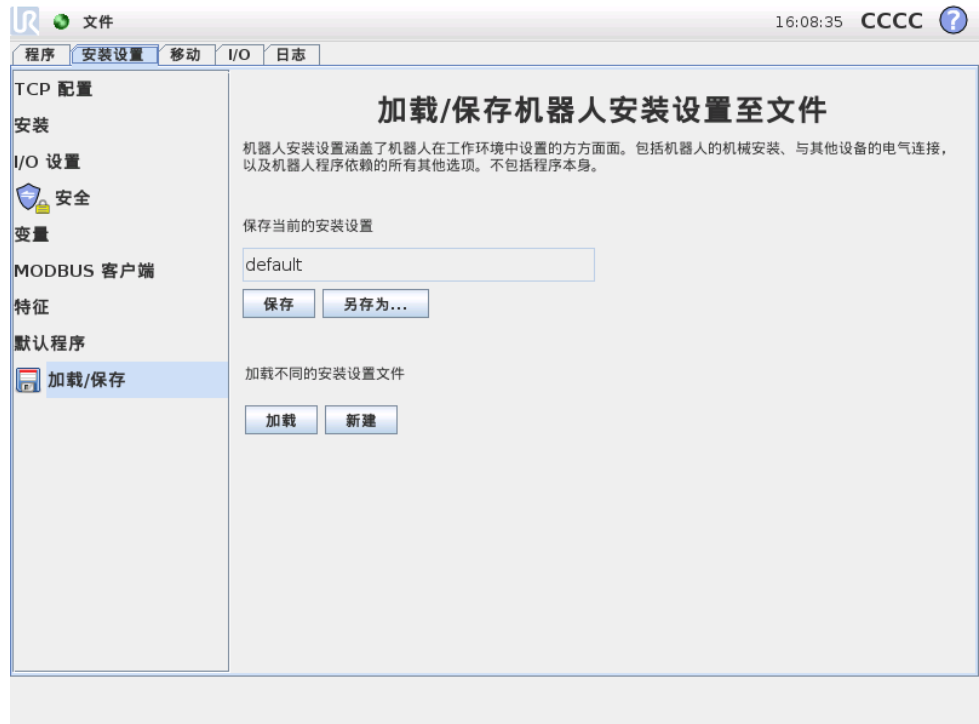 UR 文件 16:08:35 CCCC ?
程序 安装设置 移动 I/O 日志
TCP 配置
安装
I/O 设置
安全
变量
MODBUS 客户端
特征
默认程序
加载/保存
加载/保存机器人安装设置至文件
机器人安装设置涵盖了机器人在工作环境中设置的方方面面。包括机器人的机械安装、与其他设备的电气连接，
以及机器人程序依赖的所有其他选项。不包括程序本身。
保存当前的安装设置
default
保存 另存为...
加载不同的安装设置文件
加载 新建